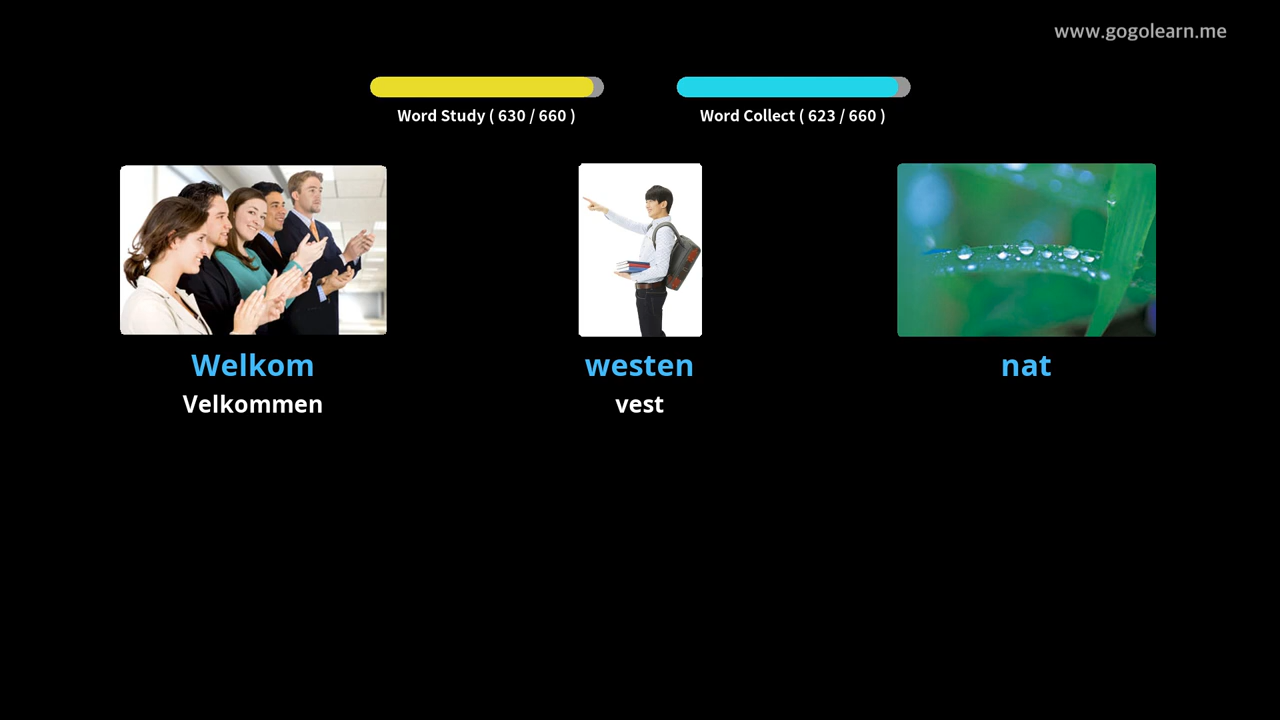 www.gogolearn.me
Word Study ( 630 / 660 )
Word Collect ( 623 / 660 )
Welkom
westen
nat
Velkommen
vest